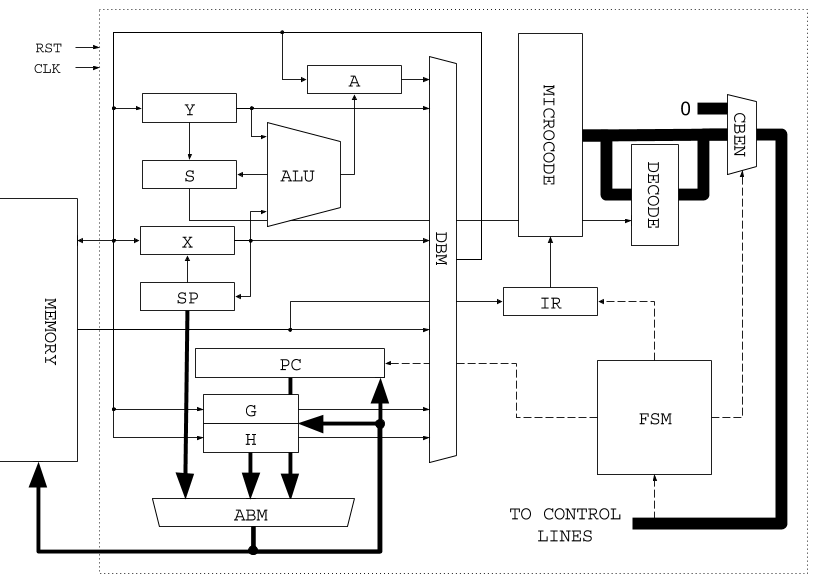 RST
CLK
A
Y
ALU
S
X
SP
MEMORY
PC
G
H
ABM
DBM
MICROCODE
0
CBEN
DECODE
IR
FSM
TO CONTROL
LINES